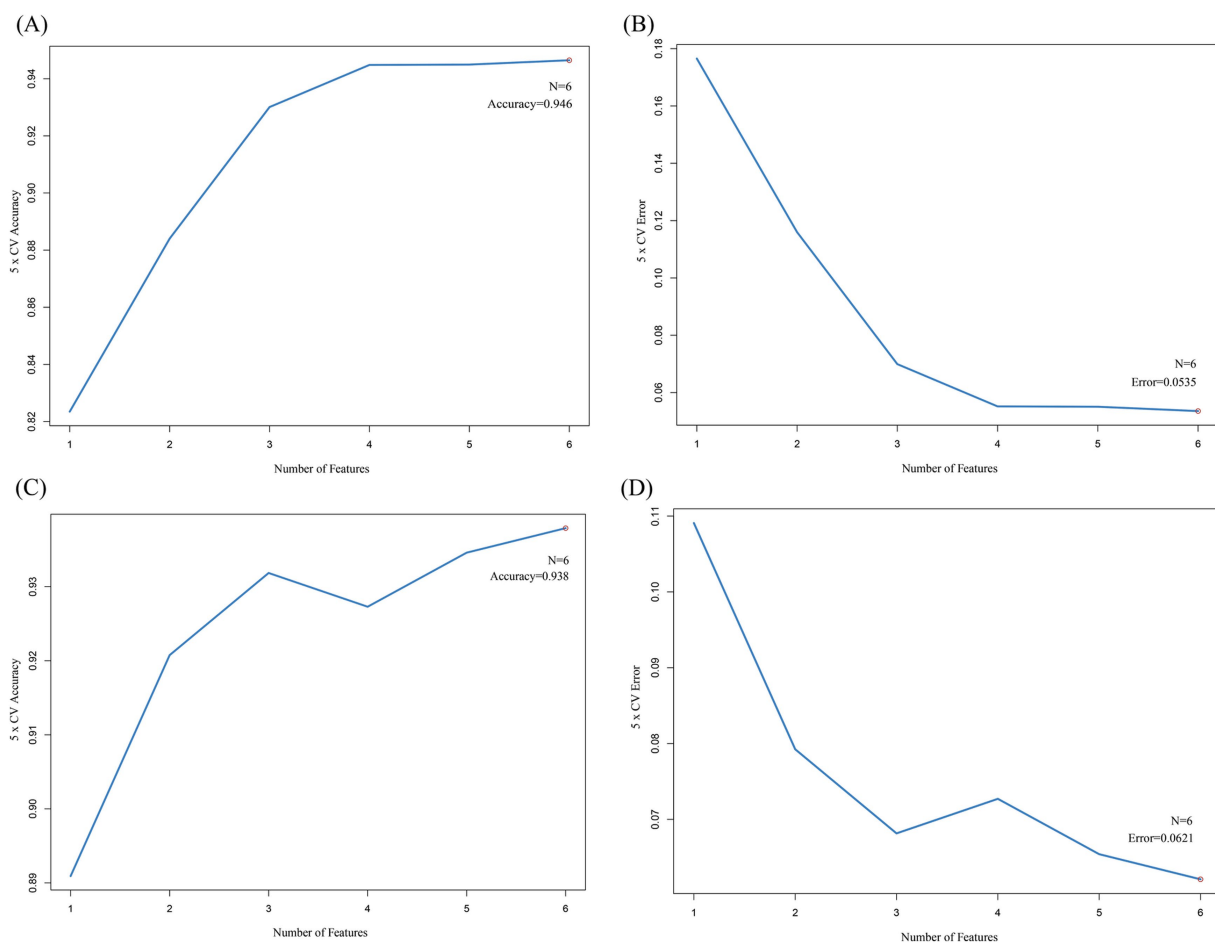 (A)
0.94
0.92
0.90
0.88
0.86
0.84
0.82
5 x CV Accuracy
N=6
Accuracy=0.946
1 2 3 4 5 6
Number of Features
(B)
0.18
0.16
0.14
0.12
0.10
0.08
0.06
5 x CV Error
N=6
Error=0.0535
1 2 3 4 5 6
Number of Features
(C)
0.93
0.92
0.91
0.90
0.89
5 x CV Accuracy
N=6
Accuracy=0.938
1 2 3 4 5 6
Number of Features
(D)
0.11
0.10
0.09
0.08
0.07
5 x CV Error
N=6
Error=0.0621
1 2 3 4 5 6
Number of Features